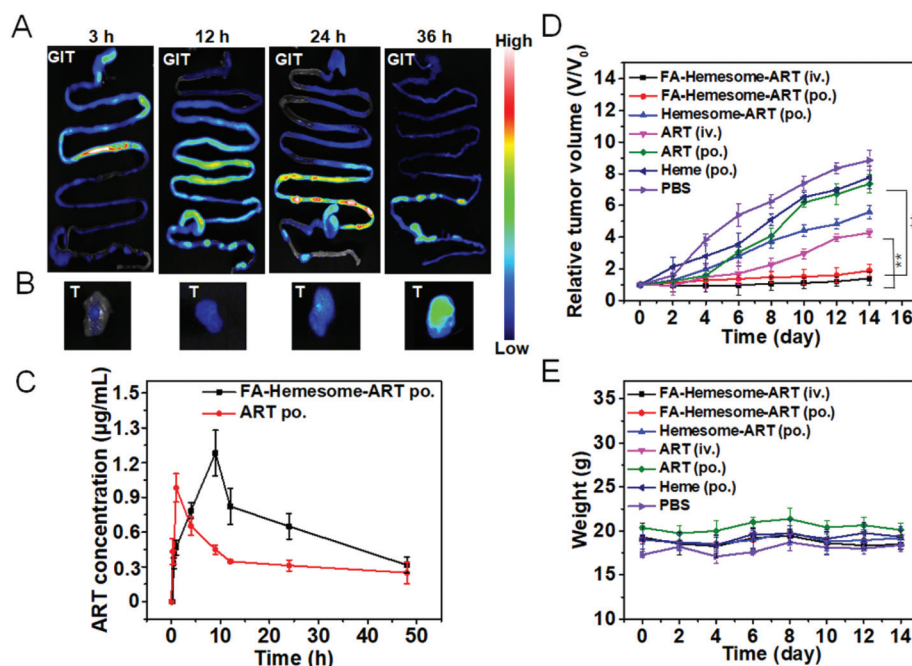 A
3 h
12 h
24 h
36 h
GIT
GIT
GIT
GIT
High
Low
B
T
T
T
T
C
FA-Hemesome-ART po.
ART po.
ART concentration (μg/mL)
1.5
1.3
1.2
0.9
0.6
0.3
0
0 10 20 30 40 50
Time (h)
D
FA-Hemesome-ART (iv.)
FA-Hemesome-ART (po.)
Hemesome-ART (po.)
ART (iv.)
ART (po.)
Heme (po.)
PBS
Relative tumor volume (V/V0)
14
12
10
8
6
4
2
0
0 2 4 6 8 10 12 14 16
Time (day)
**
E
FA-Hemesome-ART (iv.)
FA-Hemesome-ART (po.)
Hemesome-ART (po.)
ART (iv.)
ART (po.)
Heme (po.)
PBS
Weight (g)
35
30
25
20
15
10
0 2 4 6 8 10 12 14
Time (day)